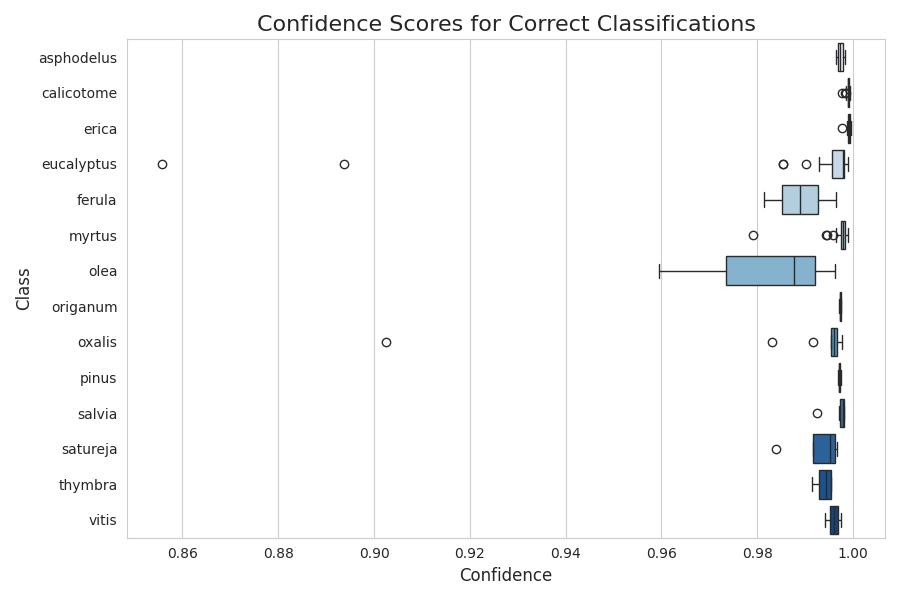 Confidence Scores for Correct Classifications
Class
asphodelus
calicotome
erica
eucalyptus
ferula
myrtus
olea
origanum
oxalis
pinus
salvia
satureja
thymbra
vitis
0.86 0.88 0.90 0.92 0.94 0.96 0.98 1.00
Confidence